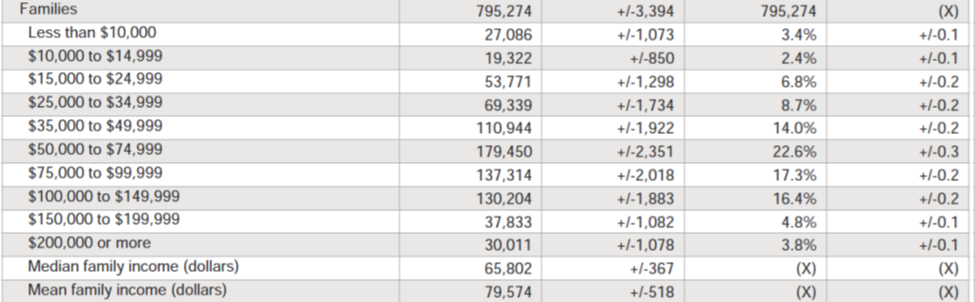 Families 795,274 +/-3,394 795,274 (X)
Less than $10,000 27,086 +/-1,073 3.4% +/-0.1
$10,000 to $14,999 19,322 +/-850 2.4% +/-0.1
$15,000 to $24,999 53,771 +/-1,298 6.8% +/-0.2
$25,000 to $34,999 69,339 +/-1,734 8.7% +/-0.2
$35,000 to $49,999 110,944 +/-1,922 14.0% +/-0.2
$50,000 to $74,999 179,450 +/-2,351 22.6% +/-0.3
$75,000 to $99,999 137,314 +/-2,018 17.3% +/-0.2
$100,000 to $149,999 130,204 +/-1,883 16.4% +/-0.2
$150,000 to $199,999 37,833 +/-1,082 4.8% +/-0.1
$200,000 or more 30,011 +/-1,078 3.8% +/-0.1
Median family income (dollars) 65,802 +/-367 (X) (X)
Mean family income (dollars) 79,574 +/-518 (X) (X)